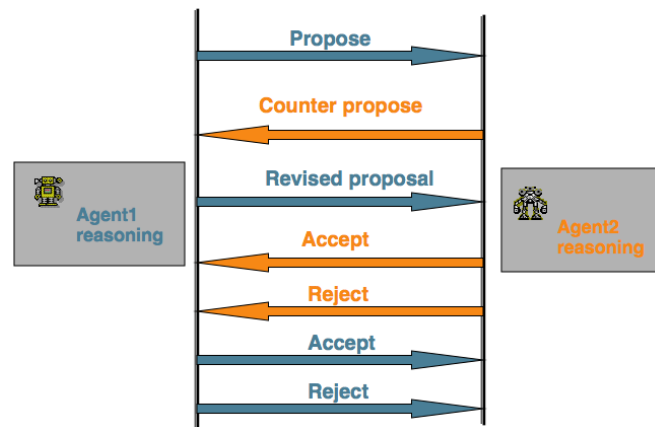 Propose
Counter propose
Revised proposal
Agent1
reasoning
Agent2
reasoning
Accept
Reject
Accept
Reject